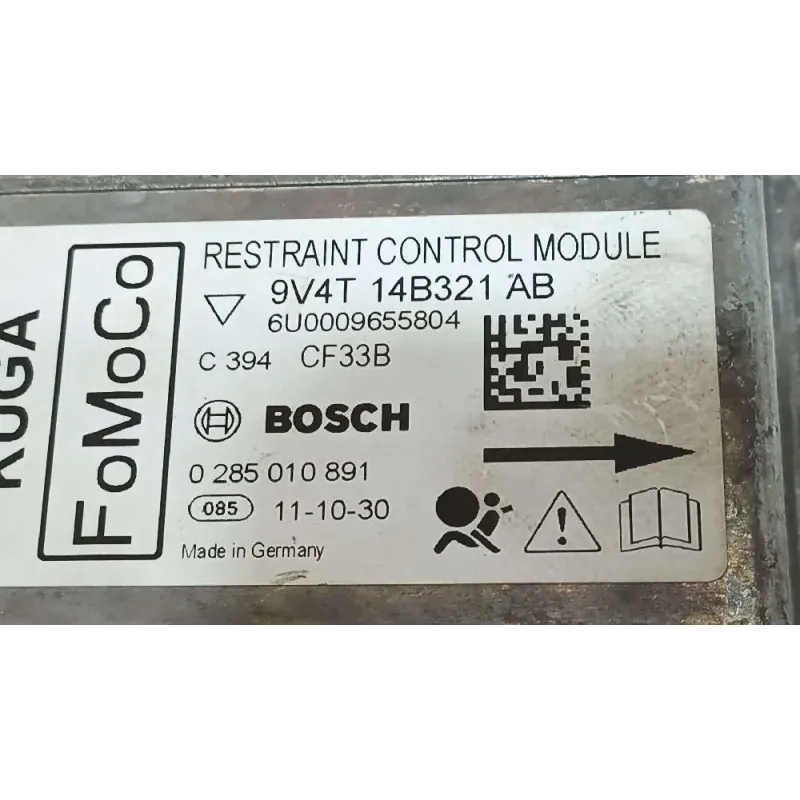 KUGA
FoMoCo
RESTRAINT CONTROL MODULE
9V4T 14B321 AB
6U0009655804
C 394 CF33B
BOSCH
0 285 010 891
085 11-10-30
Made in Germany